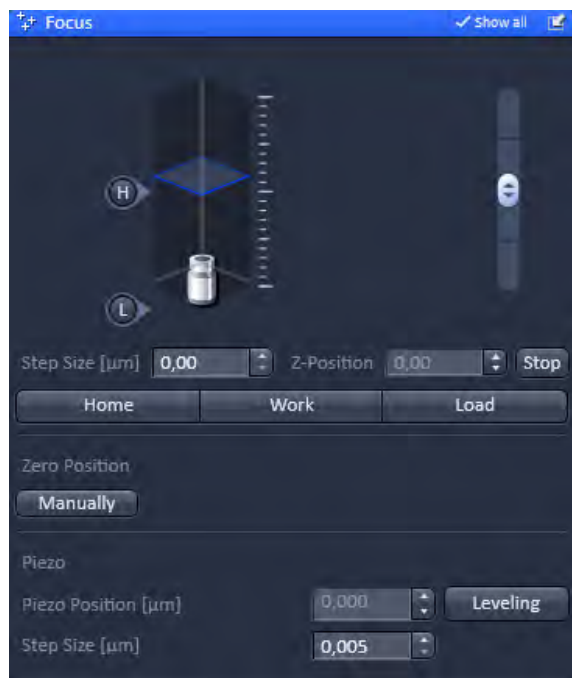 Focus Show all
H
L
Step Size [µm] 0,00 Z-Position 0,00 Stop
Home Work Load
Zero Position
Manually
Piezo
Piezo Position [µm] 0,000 Leveling
Step Size [µm] 0,005